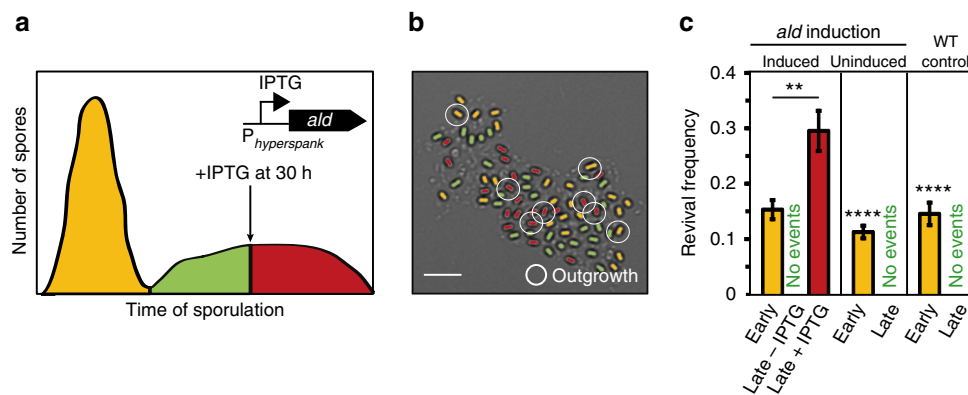 a
IPTG
ald
P hyperspank
+IPTG at 30 h
Number of spores
Time of sporulation
b
Outgrowth
c
ald induction
WT
control
Induced
Uninduced
0.4
0.3
0.2
0.1
0
Revival frequency
**
****
****
No events
No events
No events
Early
Late – IPTG
Late + IPTG
Early
Late
Early
Late